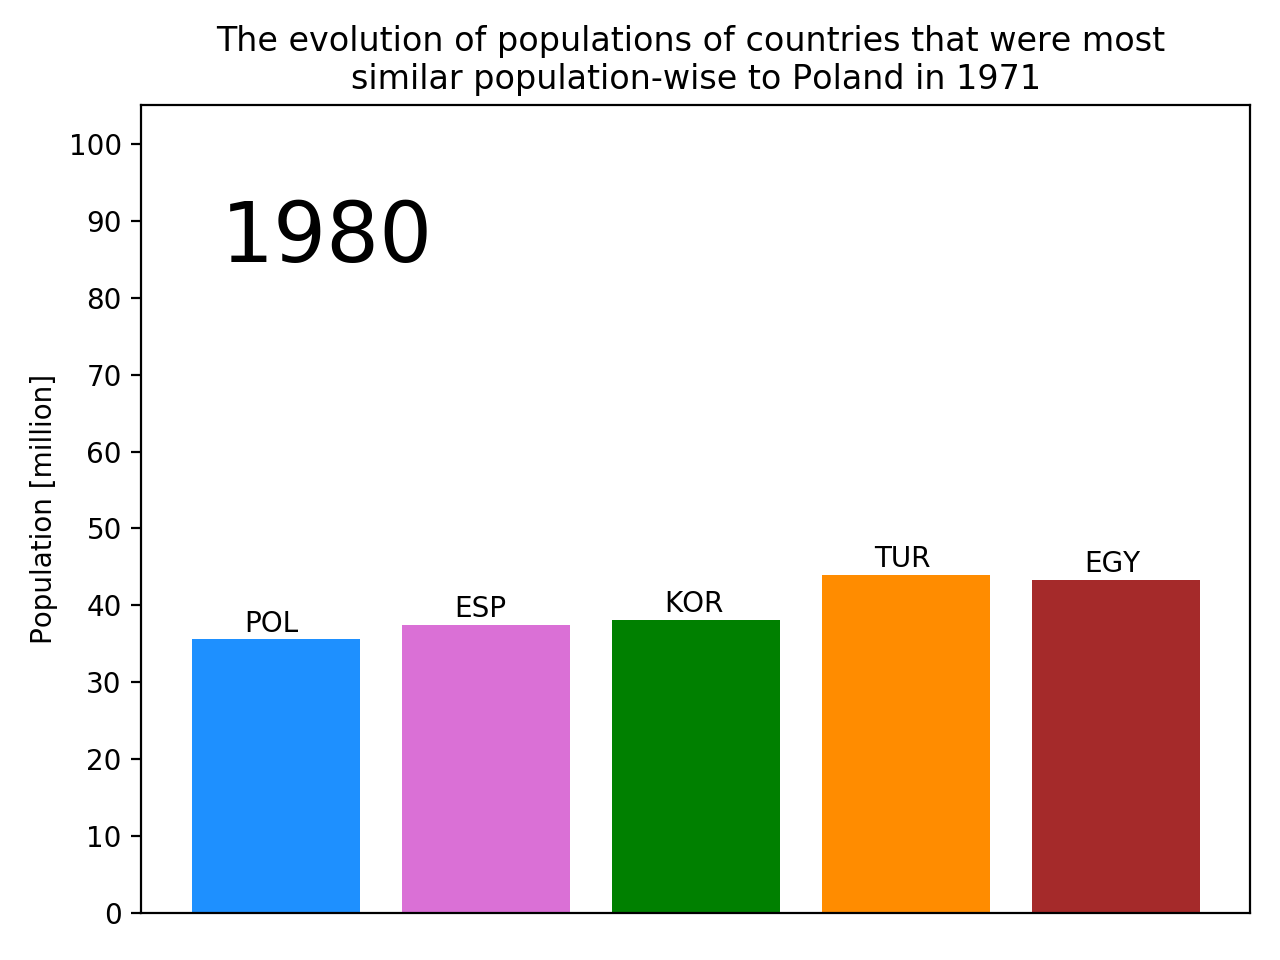 The evolution of populations of countries that were most
similar population-wise to Poland in 1971
100
90
80
70
60
50
40
30
20
10
0
Population [million]
1980
POL
ESP
KOR
TUR
EGY